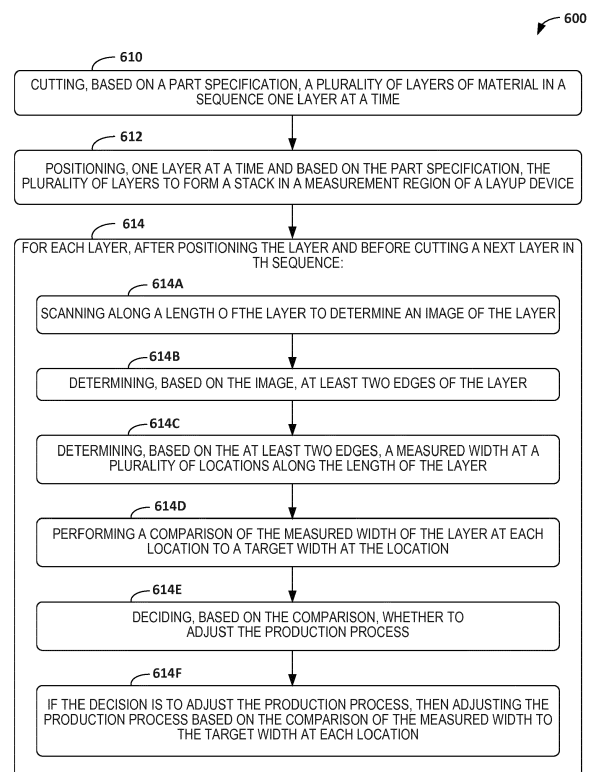 600
610
CUTTING, BASED ON A PART SPECIFICATION, A PLURALITY OF LAYERS OF MATERIAL IN A
SEQUENCE ONE LAYER AT A TIME
612
POSITIONING, ONE LAYER AT A TIME AND BASED ON THE PART SPECIFICATION, THE
PLURALITY OF LAYERS TO FORM A STACK IN A MEASUREMENT REGION OF A LAYUP DEVICE
614
FOR EACH LAYER, AFTER POSITIONING THE LAYER AND BEFORE CUTTING A NEXT LAYER IN
TH SEQUENCE:
614A
SCANNING ALONG A LENGTH O FTHE LAYER TO DETERMINE AN IMAGE OF THE LAYER
614B
DETERMINING, BASED ON THE IMAGE, AT LEAST TWO EDGES OF THE LAYER
614C
DETERMINING, BASED ON THE AT LEAST TWO EDGES, A MEASURED WIDTH AT A
PLURALITY OF LOCATIONS ALONG THE LENGTH OF THE LAYER
614D
PERFORMING A COMPARISON OF THE MEASURED WIDTH OF THE LAYER AT EACH
LOCATION TO A TARGET WIDTH AT THE LOCATION
614E
DECIDING, BASED ON THE COMPARISON, WHETHER TO
ADJUST THE PRODUCTION PROCESS
614F
IF THE DECISION IS TO ADJUST THE PRODUCTION PROCESS, THEN ADJUSTING THE
PRODUCTION PROCESS BASED ON THE COMPARISON OF THE MEASURED WIDTH TO
THE TARGET WIDTH AT EACH LOCATION